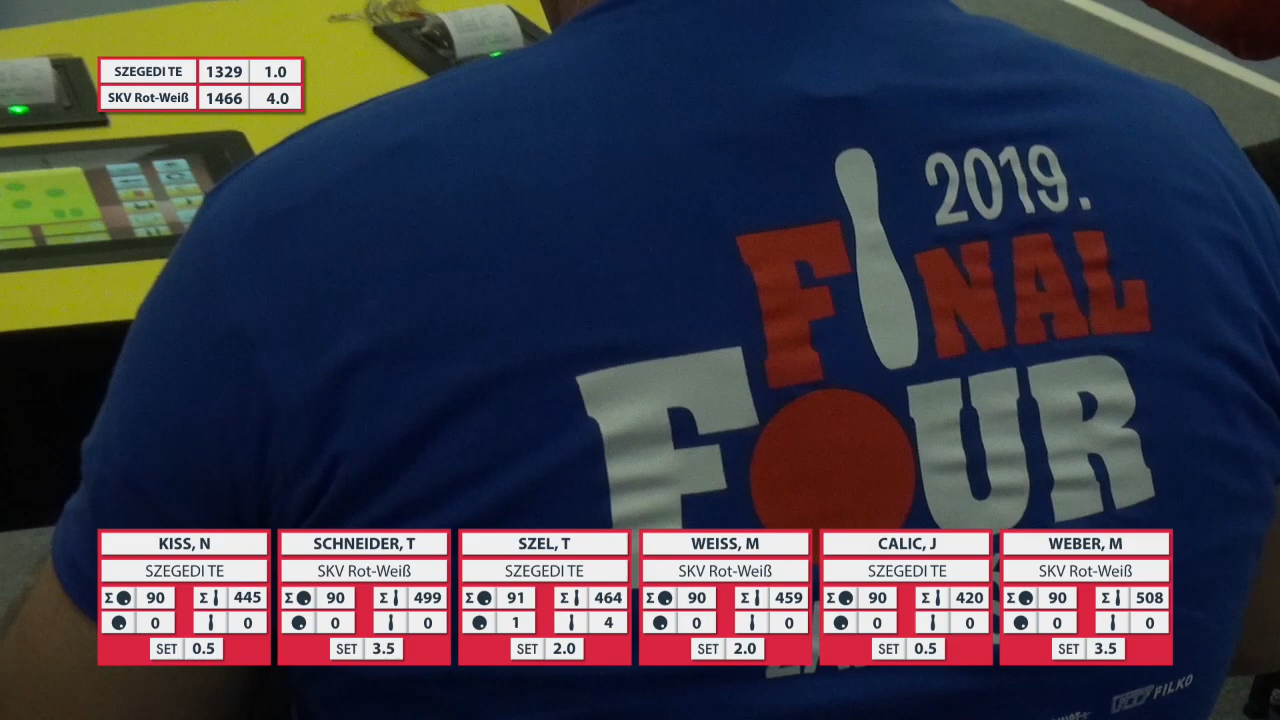 SZEGEDI TE 1329 1.0
SKV Rot-Weiß 1466 4.0
2019.
FINAL
FOUR
KISS, N SCHNEIDER, T SZEL, T WEISS, M CALIC, J WEBER, M
SZEGEDI TE SKV Rot-Weiß SZEGEDI TE SKV Rot-Weiß SZEGEDI TE SKV Rot-Weiß
Σ 90 Σ 445 Σ 90 Σ 499 Σ 91 Σ 464 Σ 90 Σ 459 Σ 90 Σ 420 Σ 90 Σ 508
0 0 0 0 1 4 0 0 0 0 0 0
SET 0.5 SET 3.5 SET 2.0 SET 2.0 SET 0.5 SET 3.5
FILKO